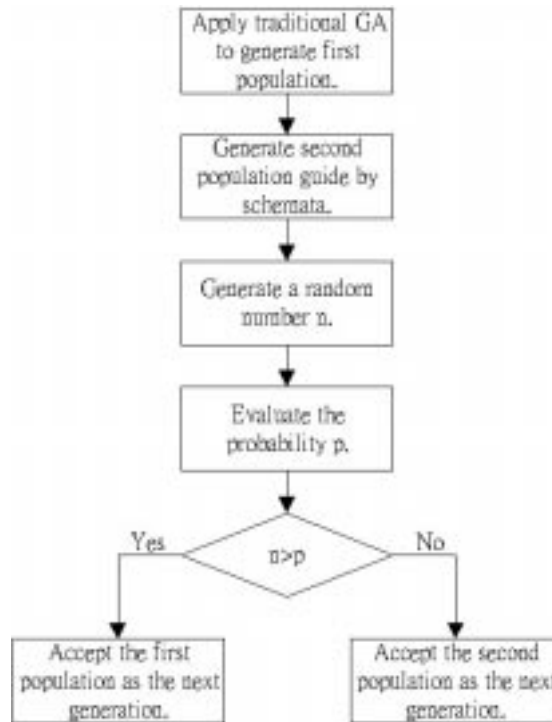 Apply traditional GA
to generate first
population.
Generate second
population guide by
schemata.
Generate a random
number n.
Evaluate the
probability p.
Yes
n>p
No
Accept the first
population as the next
generation.
Accept the second
population as the next
generation.